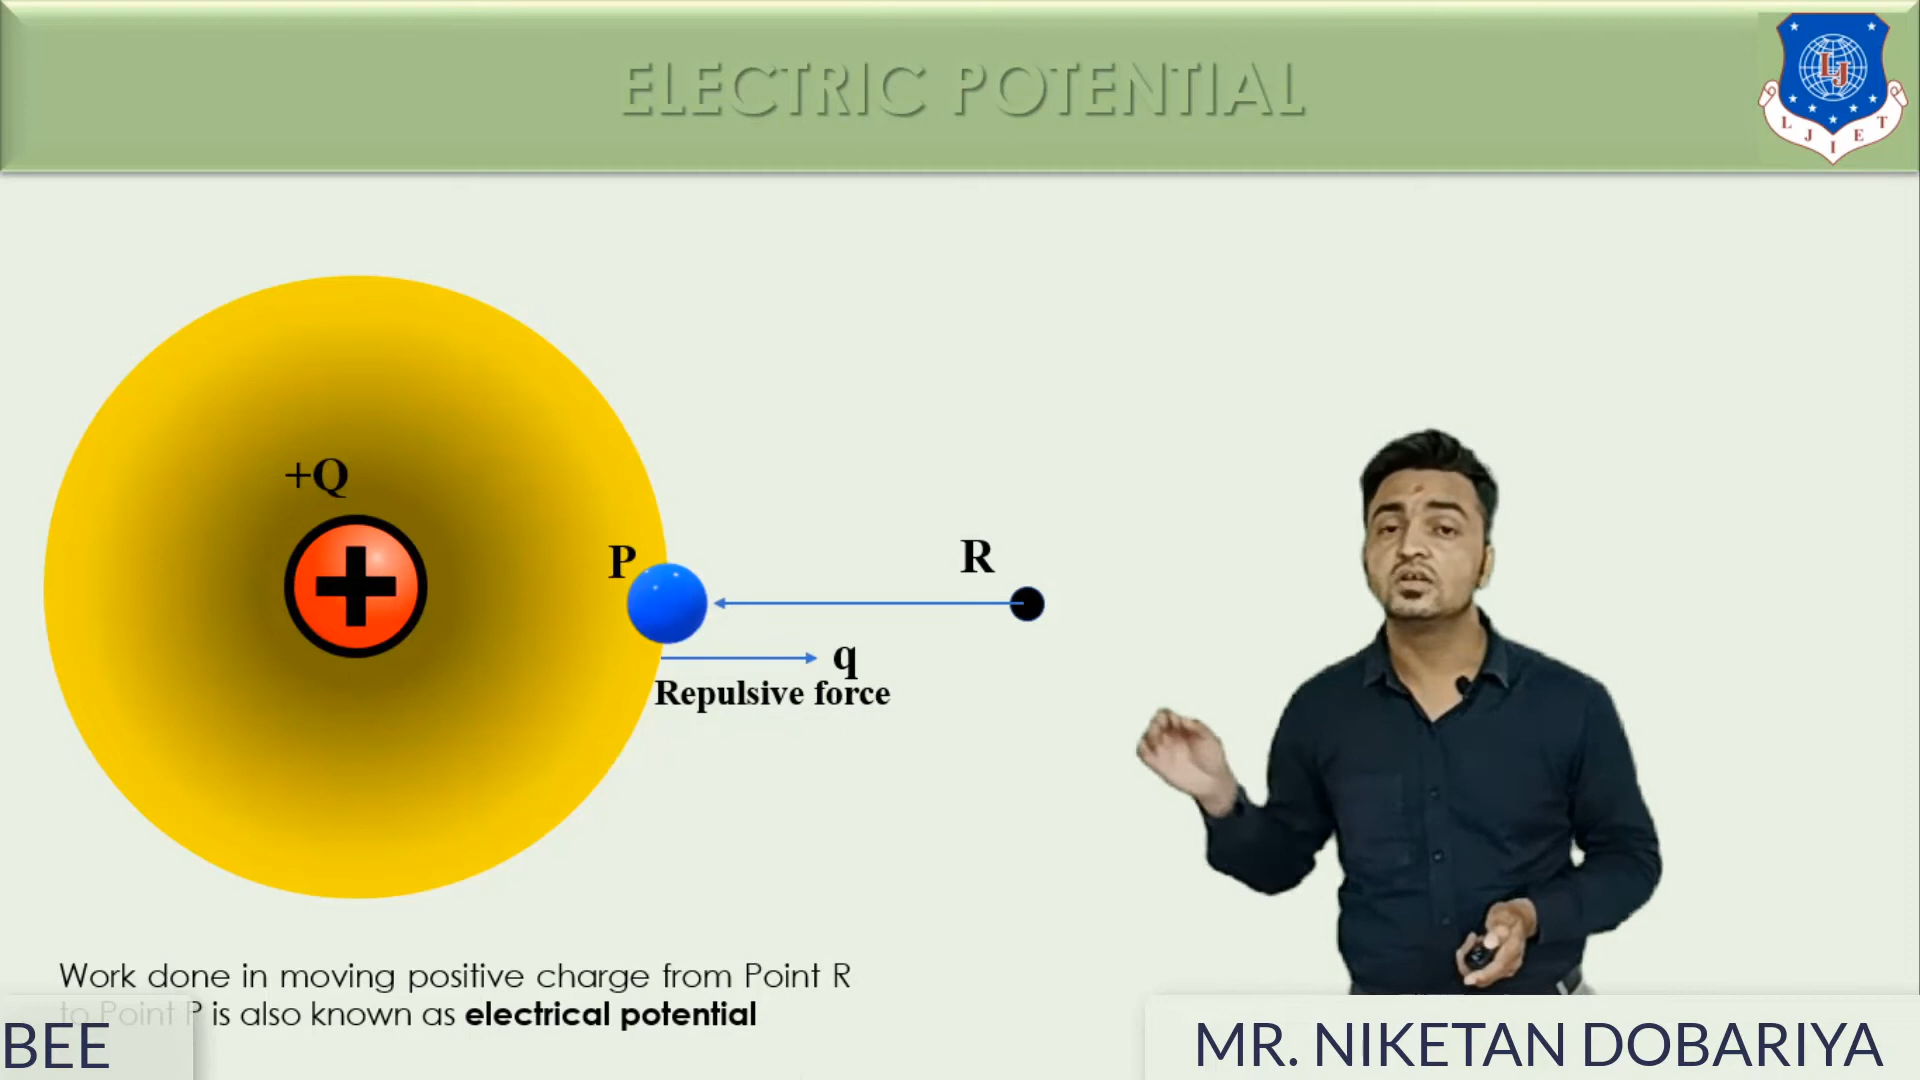 ELECTRIC POTENTIAL
LJ
L J I E T
+Q
P
R
q
Repulsive force
Work done in moving positive charge from Point R
to Point P is also known as electrical potential
BEE
MR. NIKETAN DOBARIYA